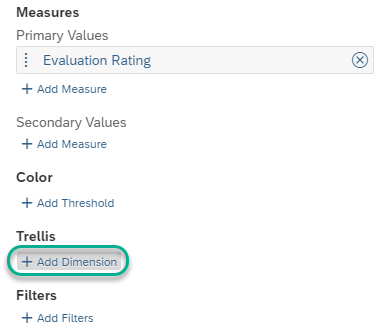 Measures
Primary Values
Evaluation Rating
+ Add Measure
Secondary Values
+ Add Measure
Color
+ Add Threshold
Trellis
+ Add Dimension
Filters
+ Add Filters